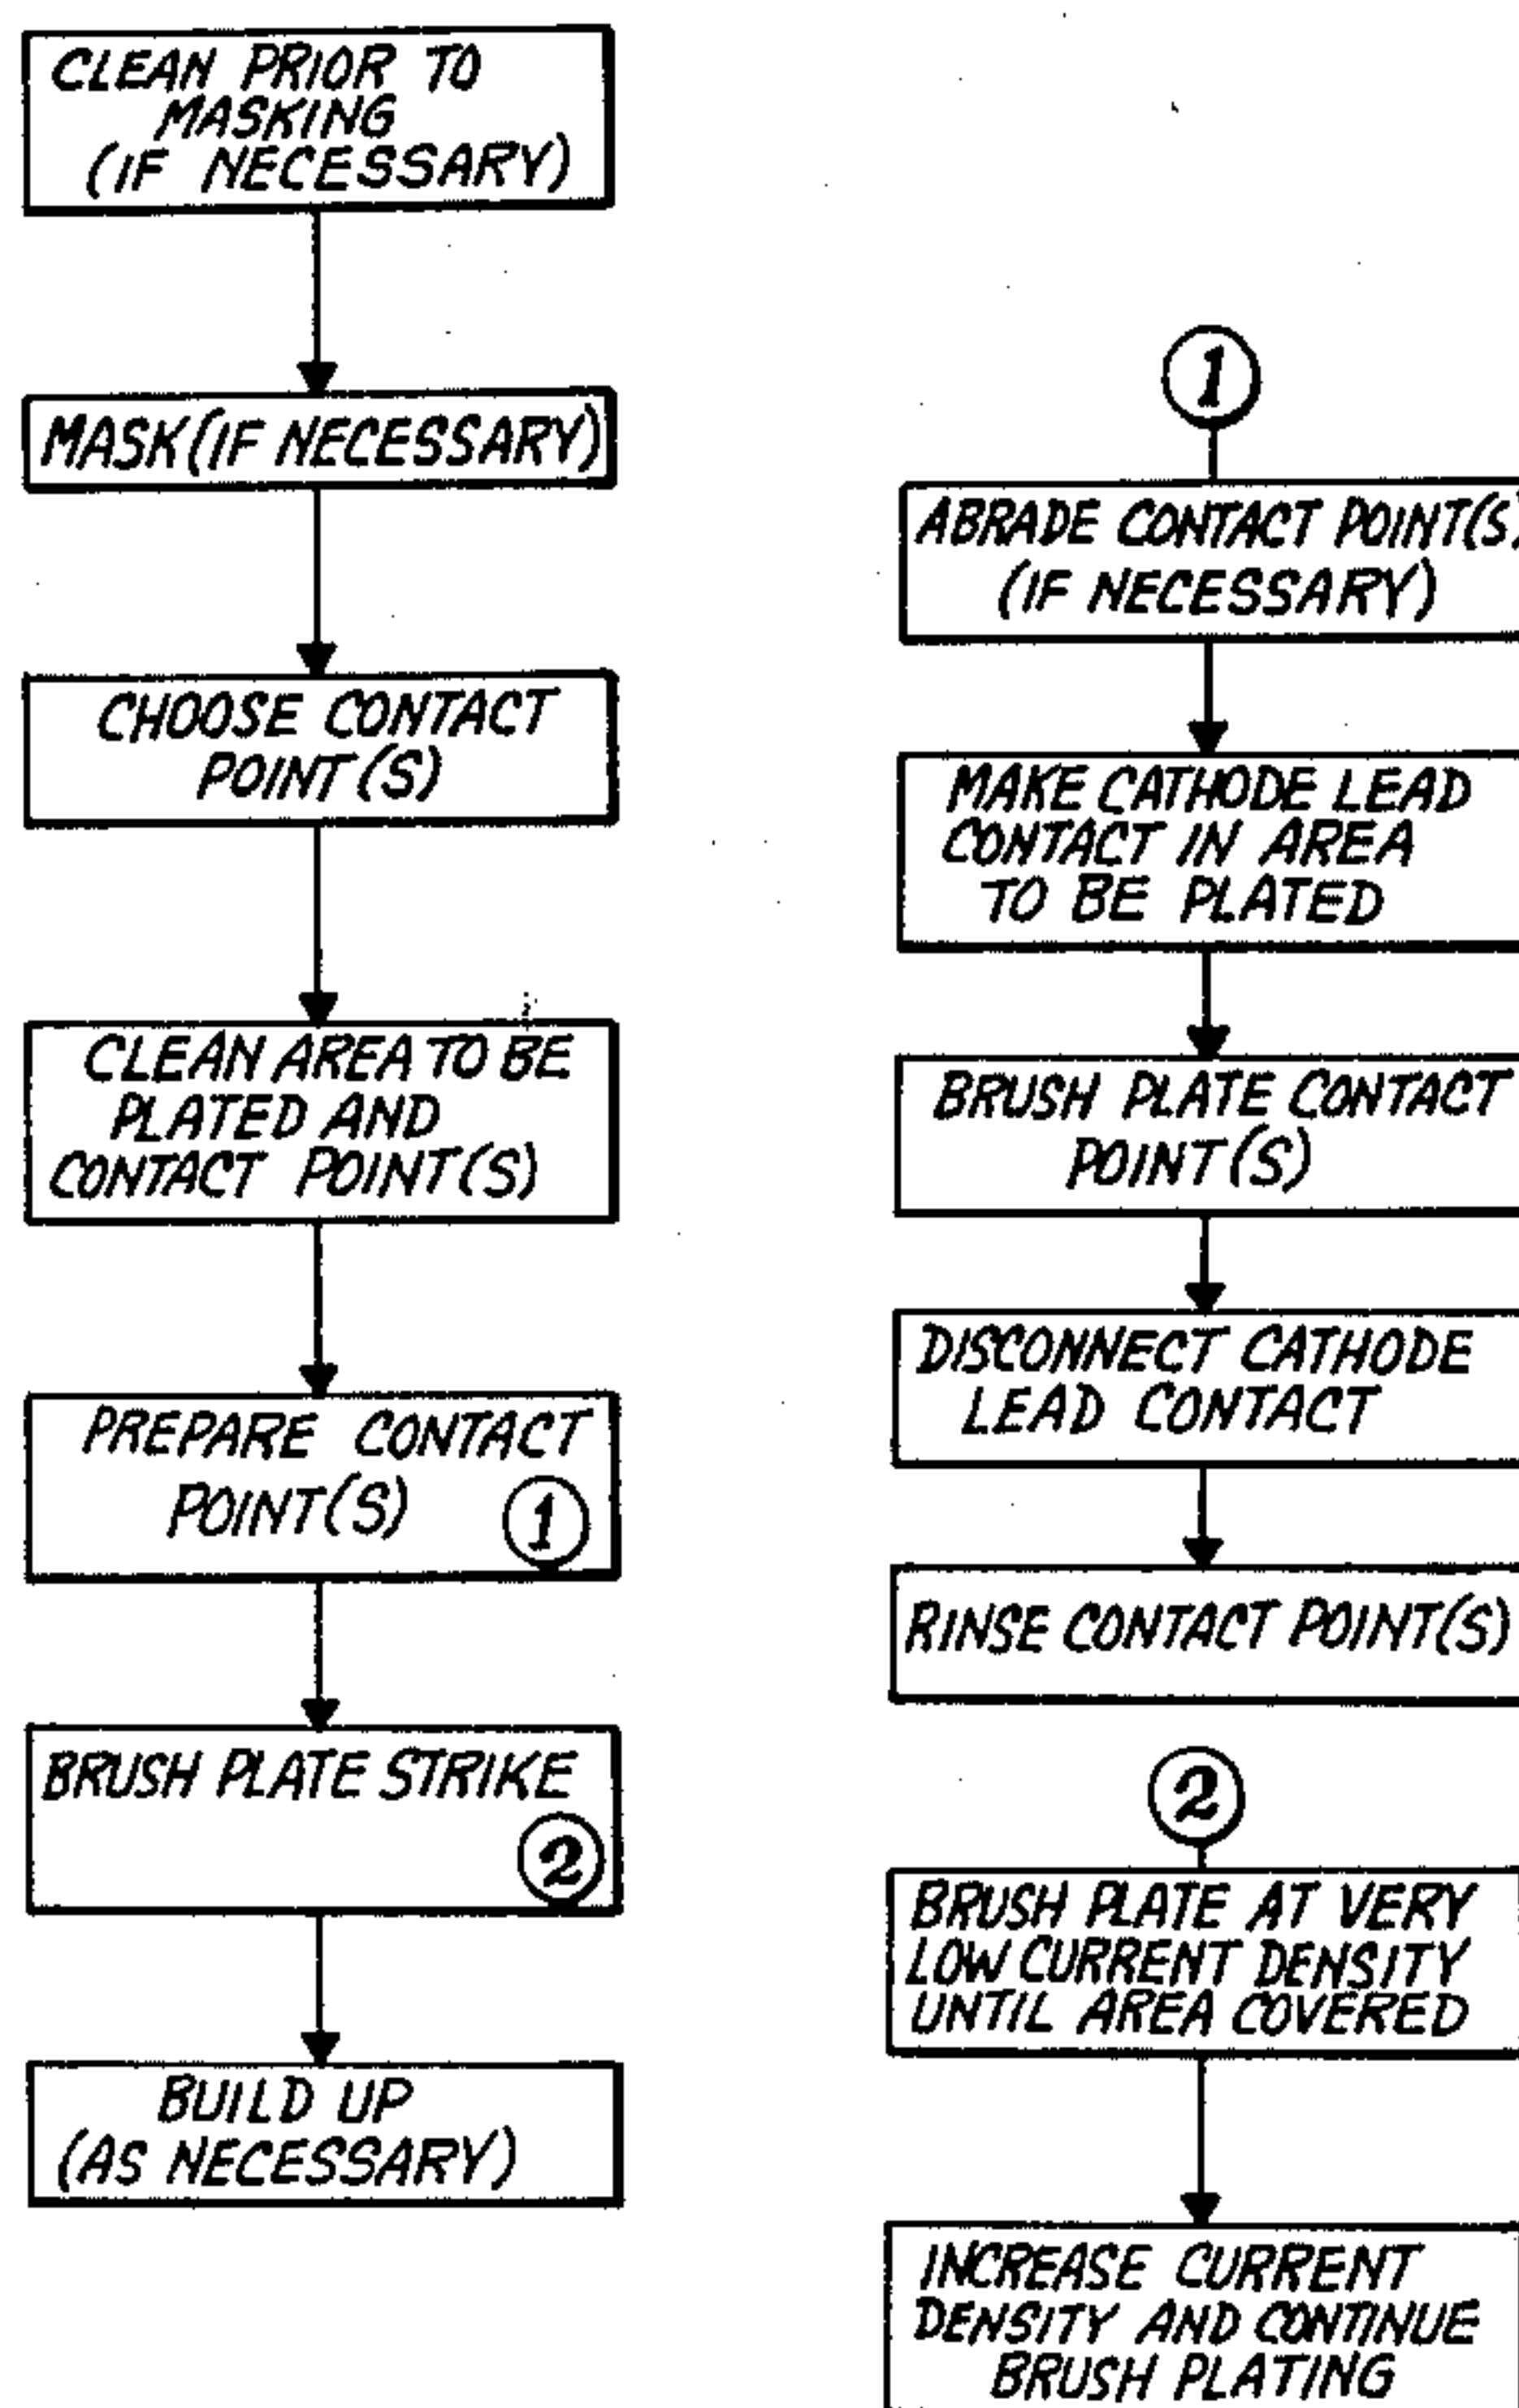 CLEAN PRIOR TO
MASKING
(IF NECESSARY)
MASK (IF NECESSARY)
CHOOSE CONTACT
POINT(S)
CLEAN AREA TO BE
PLATED AND
CONTACT POINT(S)
PREPARE CONTACT
POINT(S) 1
BRUSH PLATE STRIKE
2
BUILD UP
(AS NECESSARY)
1
ABRADE CONTACT POINT(S)
(IF NECESSARY)
MAKE CATHODE LEAD
CONTACT IN AREA
TO BE PLATED
BRUSH PLATE CONTACT
POINT(S)
DISCONNECT CATHODE
LEAD CONTACT
RINSE CONTACT POINT(S)
2
BRUSH PLATE AT VERY
LOW CURRENT DENSITY
UNTIL AREA COVERED
INCREASE CURRENT
DENSITY AND CONTINUE
BRUSH PLATING